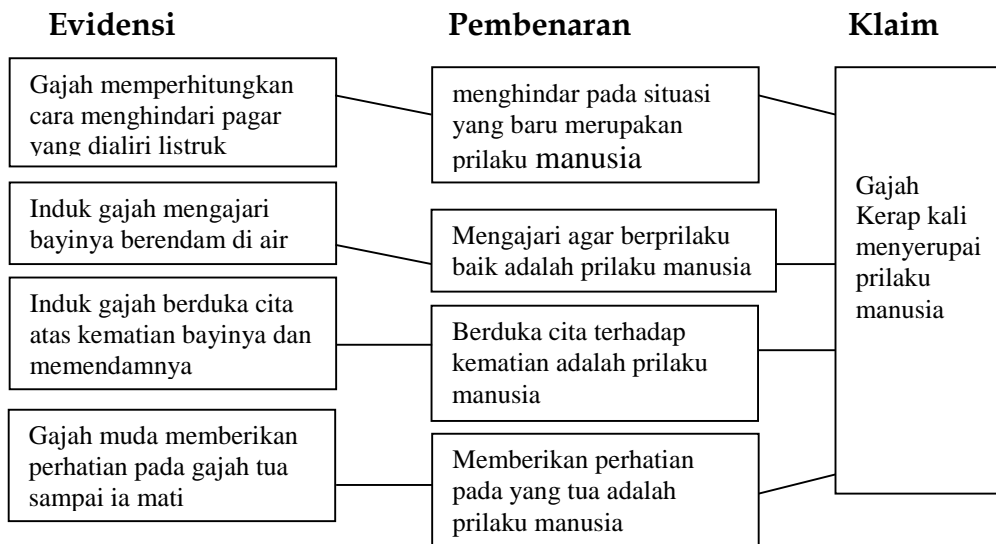 Evidensi
Pembenaran
Klaim
Gajah memperhitungkan
cara menghindari pagar
yang dialiri listruk
menghindar pada situasi
yang baru merupakan
prilaku manusia
Induk gajah mengajari
bayinya berendam di air
Mengajari agar berprilaku
baik adalah prilaku manusia
Induk gajah berduka cita
atas kematian bayinya dan
memendamnya
Berduka cita terhadap
kematian adalah prilaku
manusia
Gajah muda memberikan
perhatian pada gajah tua
sampai ia mati
Memberikan perhatian
pada yang tua adalah
prilaku manusia
Gajah
Kerap kali
menyerupai
prilaku
manusia